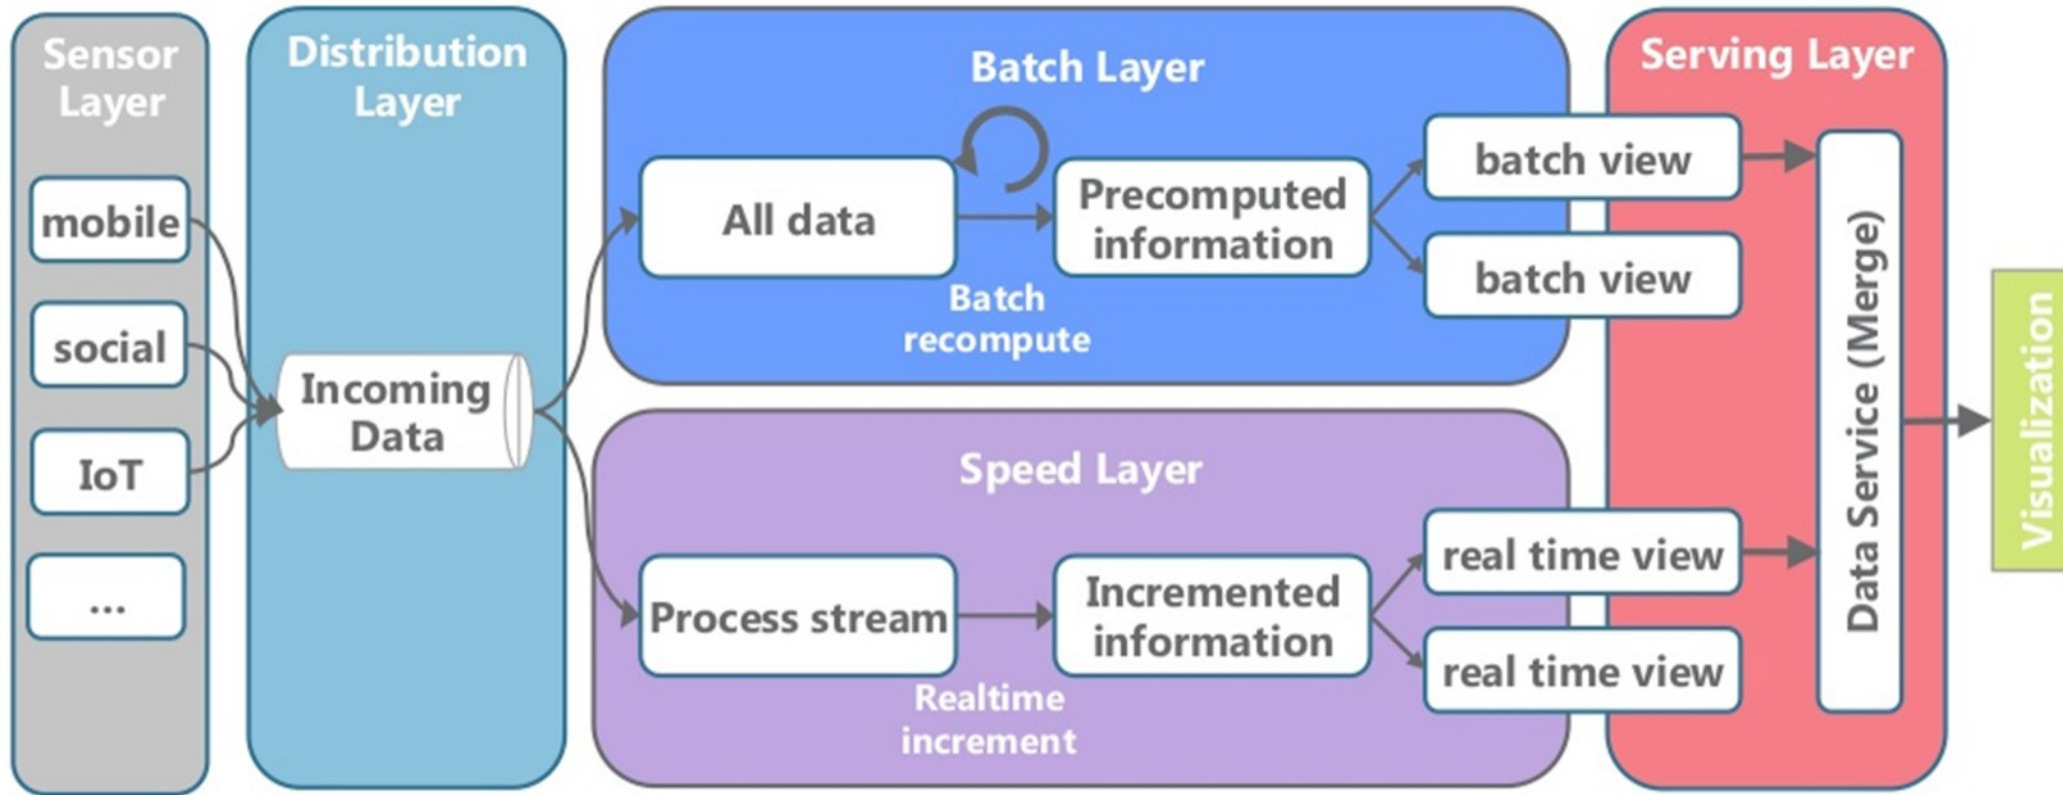 Sensor
Layer
mobile
social
IoT
...
Distribution
Layer
Incoming
Data
Batch Layer
All data
Precomputed
information
Batch
recompute
batch view
batch view
Speed Layer
Process stream
Incremented
information
Realtime
increment
real time view
real time view
Serving Layer
Data Service (Merge)
Visualization